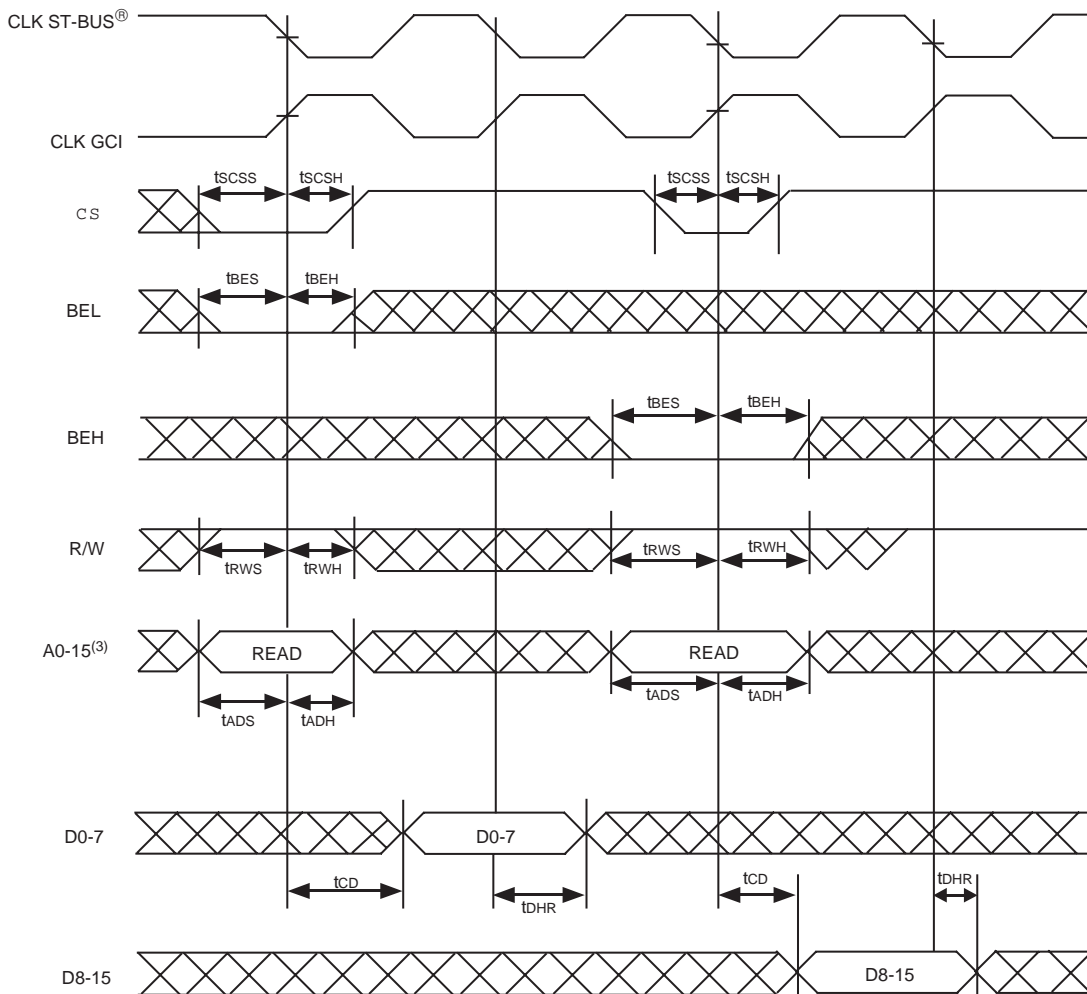 CLK ST-BUS®
CLK GCI
tSCSS tSCSH tSCSS tSCSH
CS
tBES tBEH
BEL
tBES tBEH
BEH
R/W
tRWS tRWH tRWS tRWH
A0-15(3) READ READ
tADS tADH tADS tADH
D0-7 D0-7
tCD tDHR tCD tDHR
D8-15 D8-15